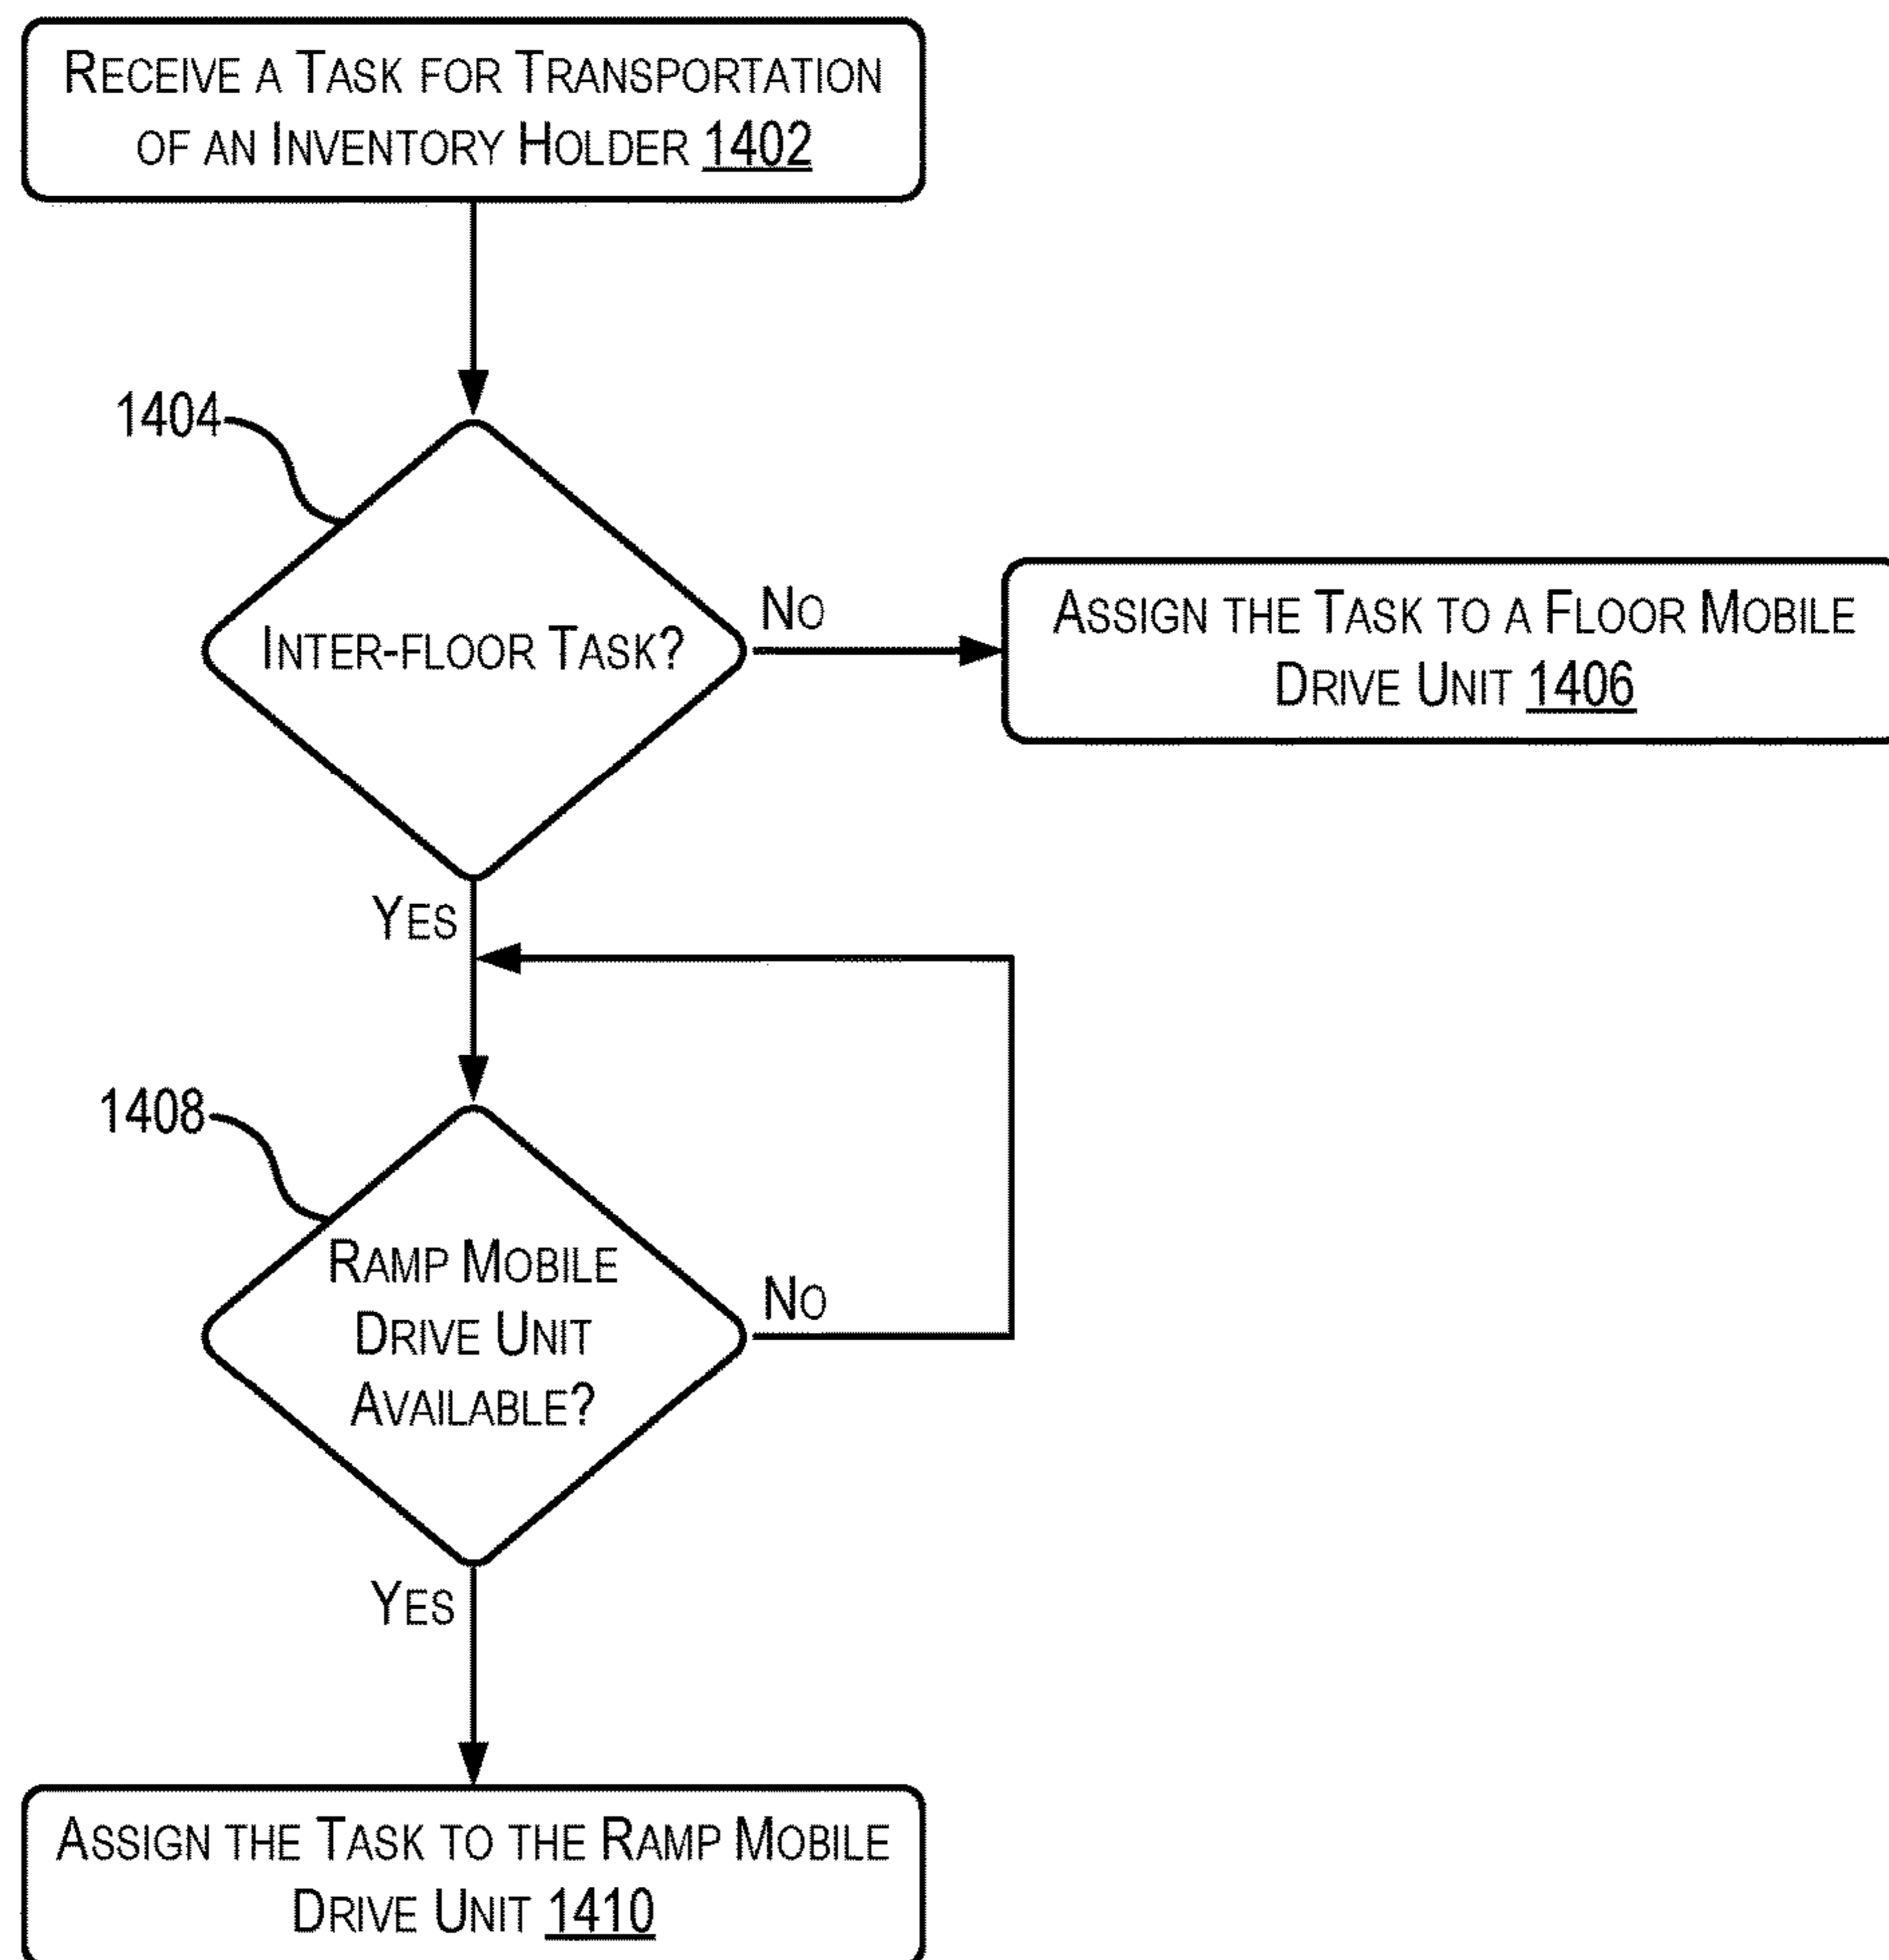 RECEIVE A TASK FOR TRANSPORTATION
OF AN INVENTORY HOLDER 1402
1404
INTER-FLOOR TASK?
NO
ASSIGN THE TASK TO A FLOOR MOBILE
DRIVE UNIT 1406
YES
1408
RAMP MOBILE
DRIVE UNIT
AVAILABLE?
NO
YES
ASSIGN THE TASK TO THE RAMP MOBILE
DRIVE UNIT 1410